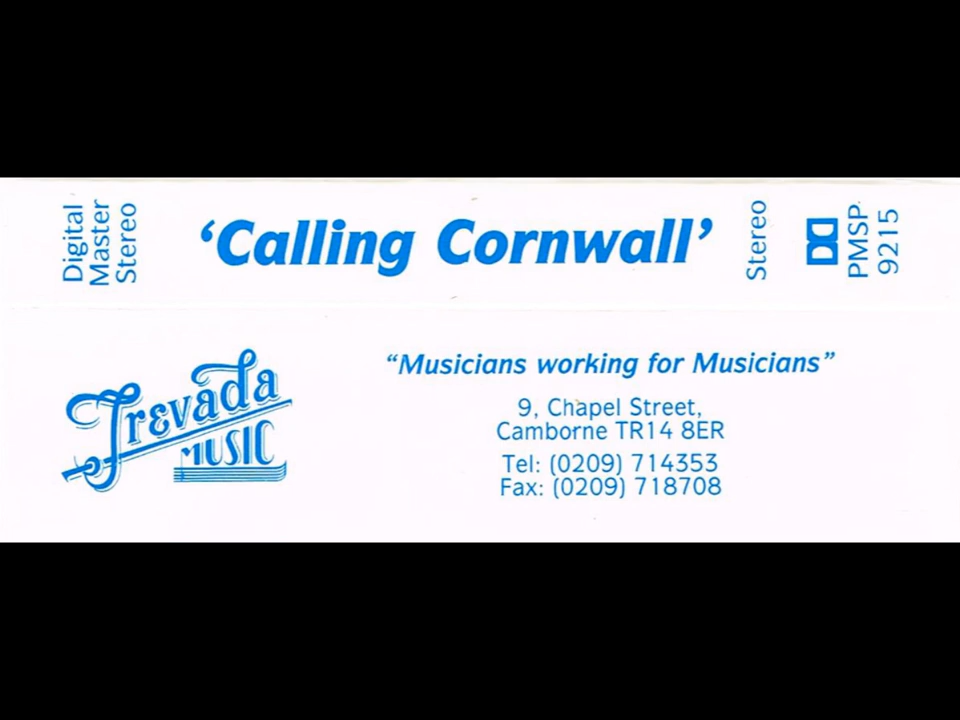 Digital
Master
Stereo
‘Calling Cornwall’
Stereo
PMSP
9215
Trevada
MUSIC
“Musicians working for Musicians”
9, Chapel Street,
Camborne TR14 8ER
Tel: (0209) 714353
Fax: (0209) 718708